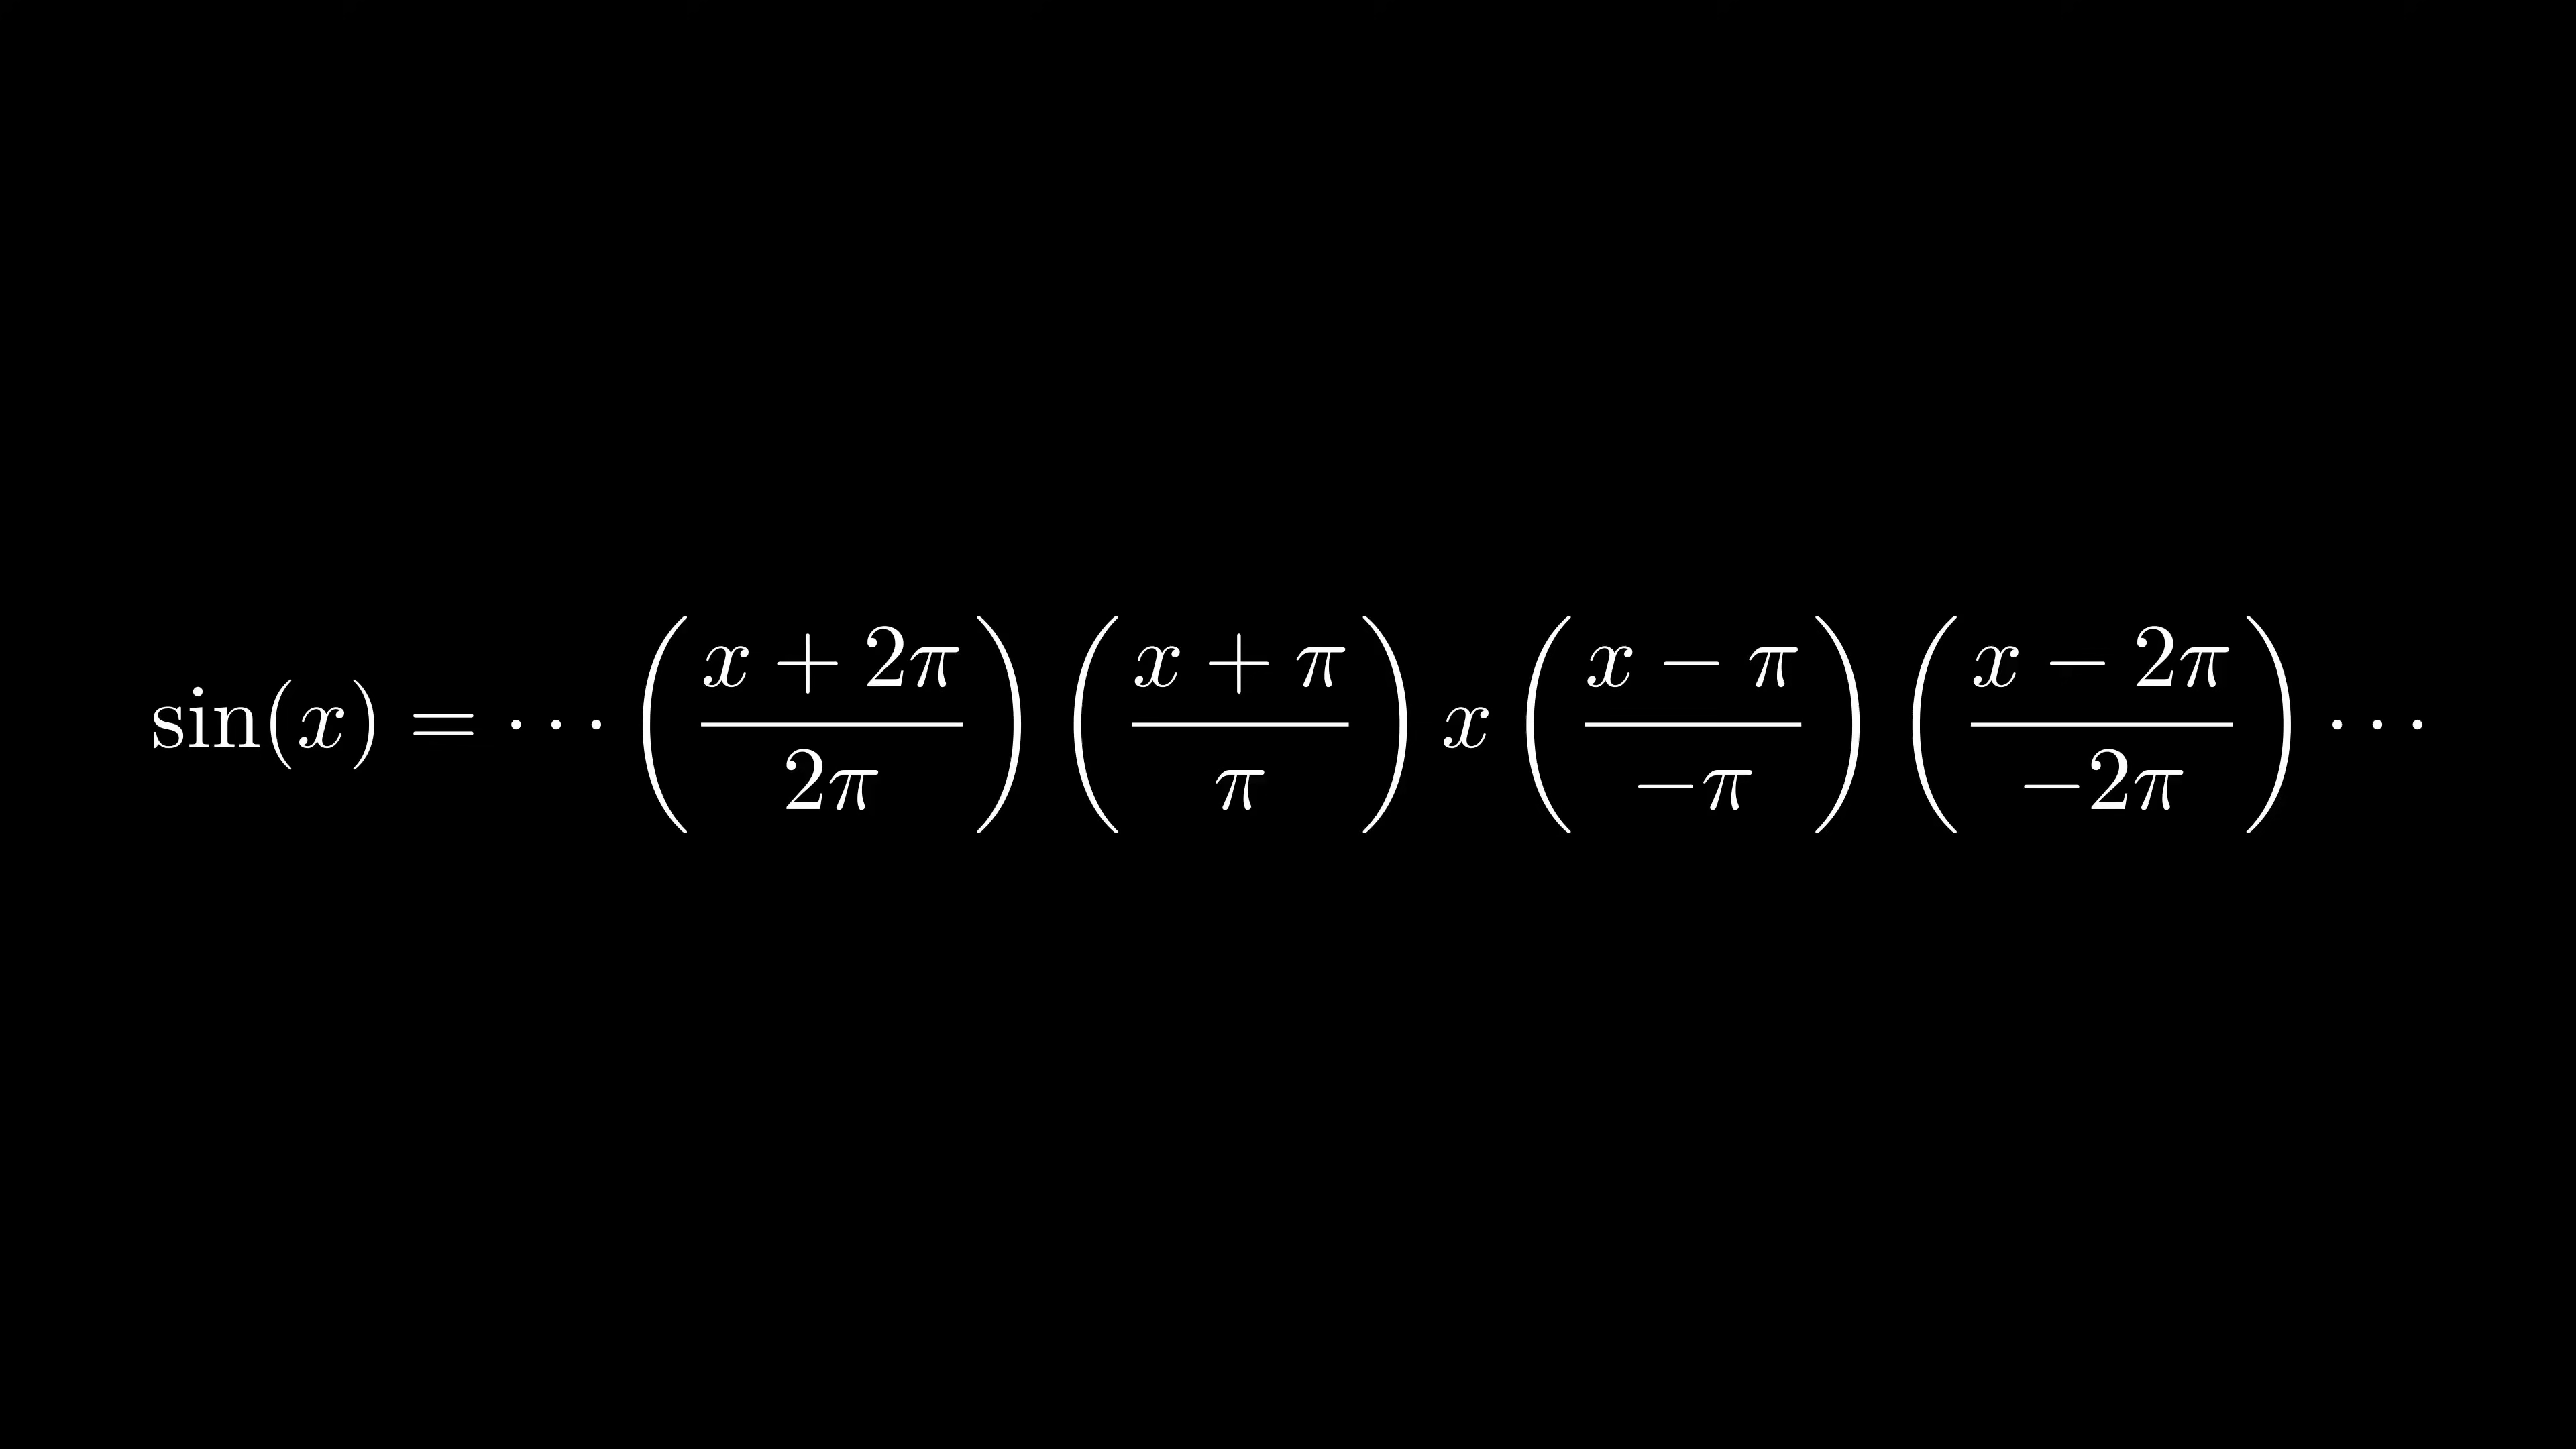 sin(x) = ⋯ ((x + 2π)/(2π)) ((x + π)/π) x ((x − π)/(−π)) ((x − 2π)/(−2π)) ⋯